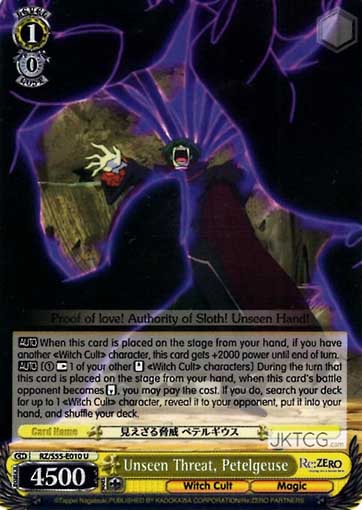 LEVEL
1
0
COST
Proof of love! Authority of Sloth! Unseen Hand!
AUTO When this card is placed on the stage from your hand, if you have
another <Witch Cult> character, this card gets +2000 power until end of turn.
AUTO [① 1 of your other <Witch Cult> characters] During the turn that
this card is placed on the stage from your hand, when this card's battle
opponent becomes, you may pay the cost. If you do, search your deck
for up to 1 <Witch Cult> character, reveal it to your opponent, put it into your
hand, and shuffle your deck.
Card Name
見えざる脅威 ペテルギウス
JKTCG.com
CH RZ/S55-E010 U
4500
Unseen Threat, Petelgeuse
Re:ZERO
Witch Cult Magic
©Tappei Nagatsuki,PUBLISHED BY KADOKAWA CORPORATION/Re:ZERO PARTNERS